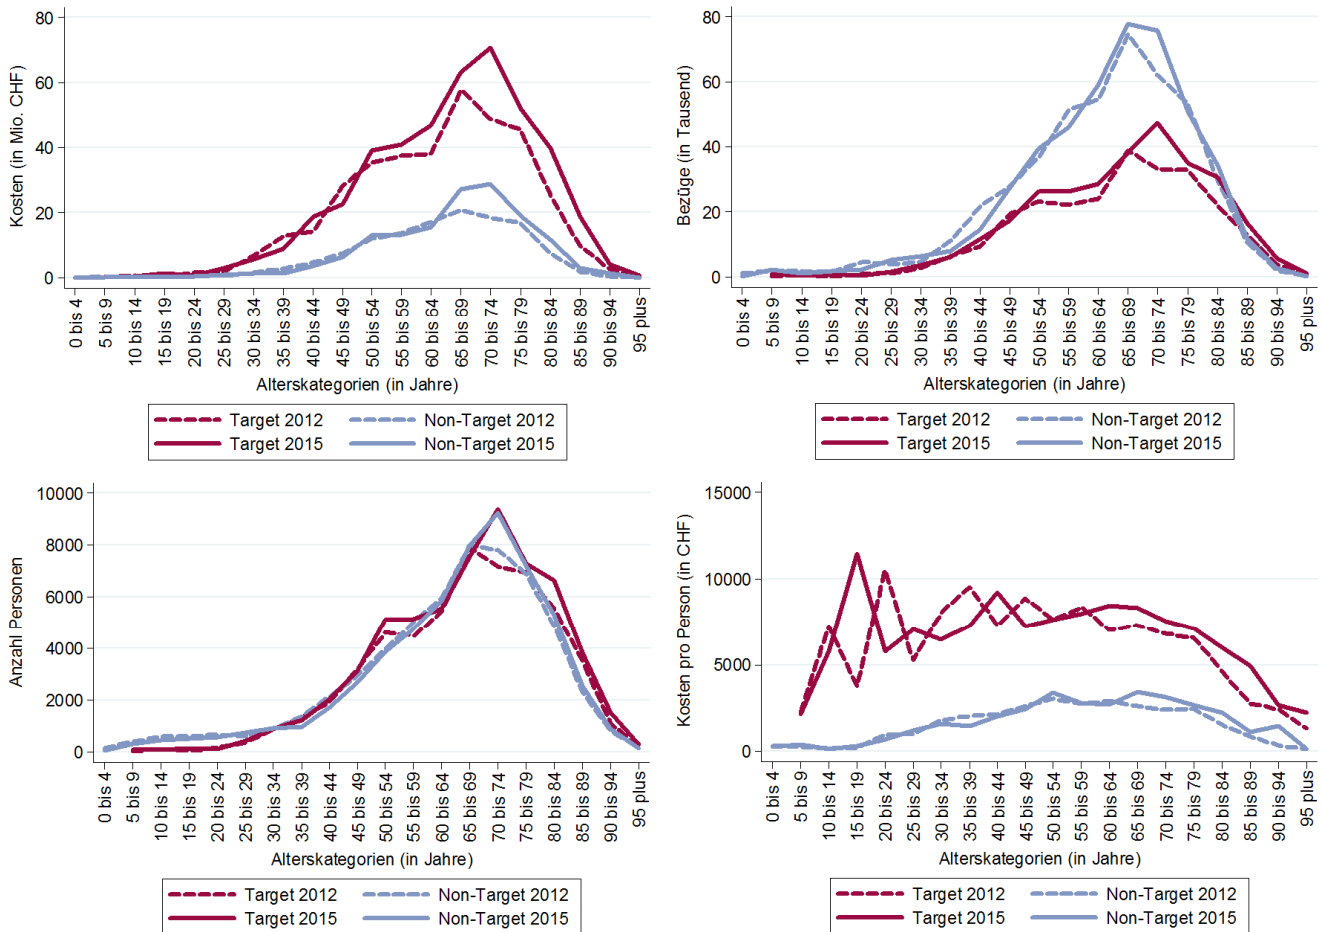 Kosten (in Mio. CHF)
80
60
40
20
0
0 bis 4
5 bis 9
10 bis 14
15 bis 19
20 bis 24
25 bis 29
30 bis 34
35 bis 39
40 bis 44
45 bis 49
50 bis 54
55 bis 59
60 bis 64
65 bis 69
70 bis 74
75 bis 79
80 bis 84
85 bis 89
90 bis 94
95 plus
Alterskategorien (in Jahre)
Target 2012 Non-Target 2012
Target 2015 Non-Target 2015
Bezüge (in Tausend)
80
60
40
20
0
0 bis 4
5 bis 9
10 bis 14
15 bis 19
20 bis 24
25 bis 29
30 bis 34
35 bis 39
40 bis 44
45 bis 49
50 bis 54
55 bis 59
60 bis 64
65 bis 69
70 bis 74
75 bis 79
80 bis 84
85 bis 89
90 bis 94
95 plus
Alterskategorien (in Jahre)
Target 2012 Non-Target 2012
Target 2015 Non-Target 2015
Anzahl Personen
10000
8000
6000
4000
2000
0
0 bis 4
5 bis 9
10 bis 14
15 bis 19
20 bis 24
25 bis 29
30 bis 34
35 bis 39
40 bis 44
45 bis 49
50 bis 54
55 bis 59
60 bis 64
65 bis 69
70 bis 74
75 bis 79
80 bis 84
85 bis 89
90 bis 94
95 plus
Alterskategorien (in Jahre)
Target 2012 Non-Target 2012
Target 2015 Non-Target 2015
Kosten pro Person (in CHF)
15000
10000
5000
0
0 bis 4
5 bis 9
10 bis 14
15 bis 19
20 bis 24
25 bis 29
30 bis 34
35 bis 39
40 bis 44
45 bis 49
50 bis 54
55 bis 59
60 bis 64
65 bis 69
70 bis 74
75 bis 79
80 bis 84
85 bis 89
90 bis 94
95 plus
Alterskategorien (in Jahre)
Target 2012 Non-Target 2012
Target 2015 Non-Target 2015